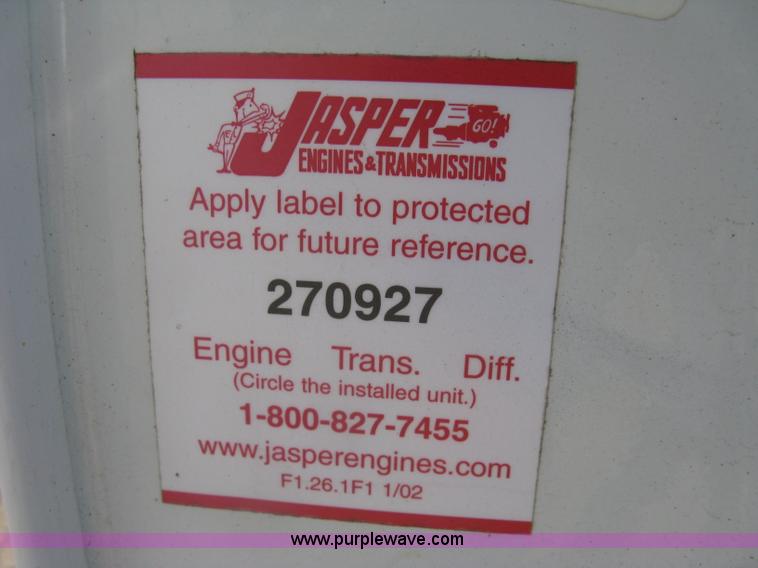 JASPER GO!
ENGINES & TRANSMISSIONS
Apply label to protected
area for future reference.
270927
Engine Trans. Diff.
(Circle the installed unit.)
1-800-827-7455
www.jasperengines.com
F1.26.1F1 1/02
www.purplewave.com